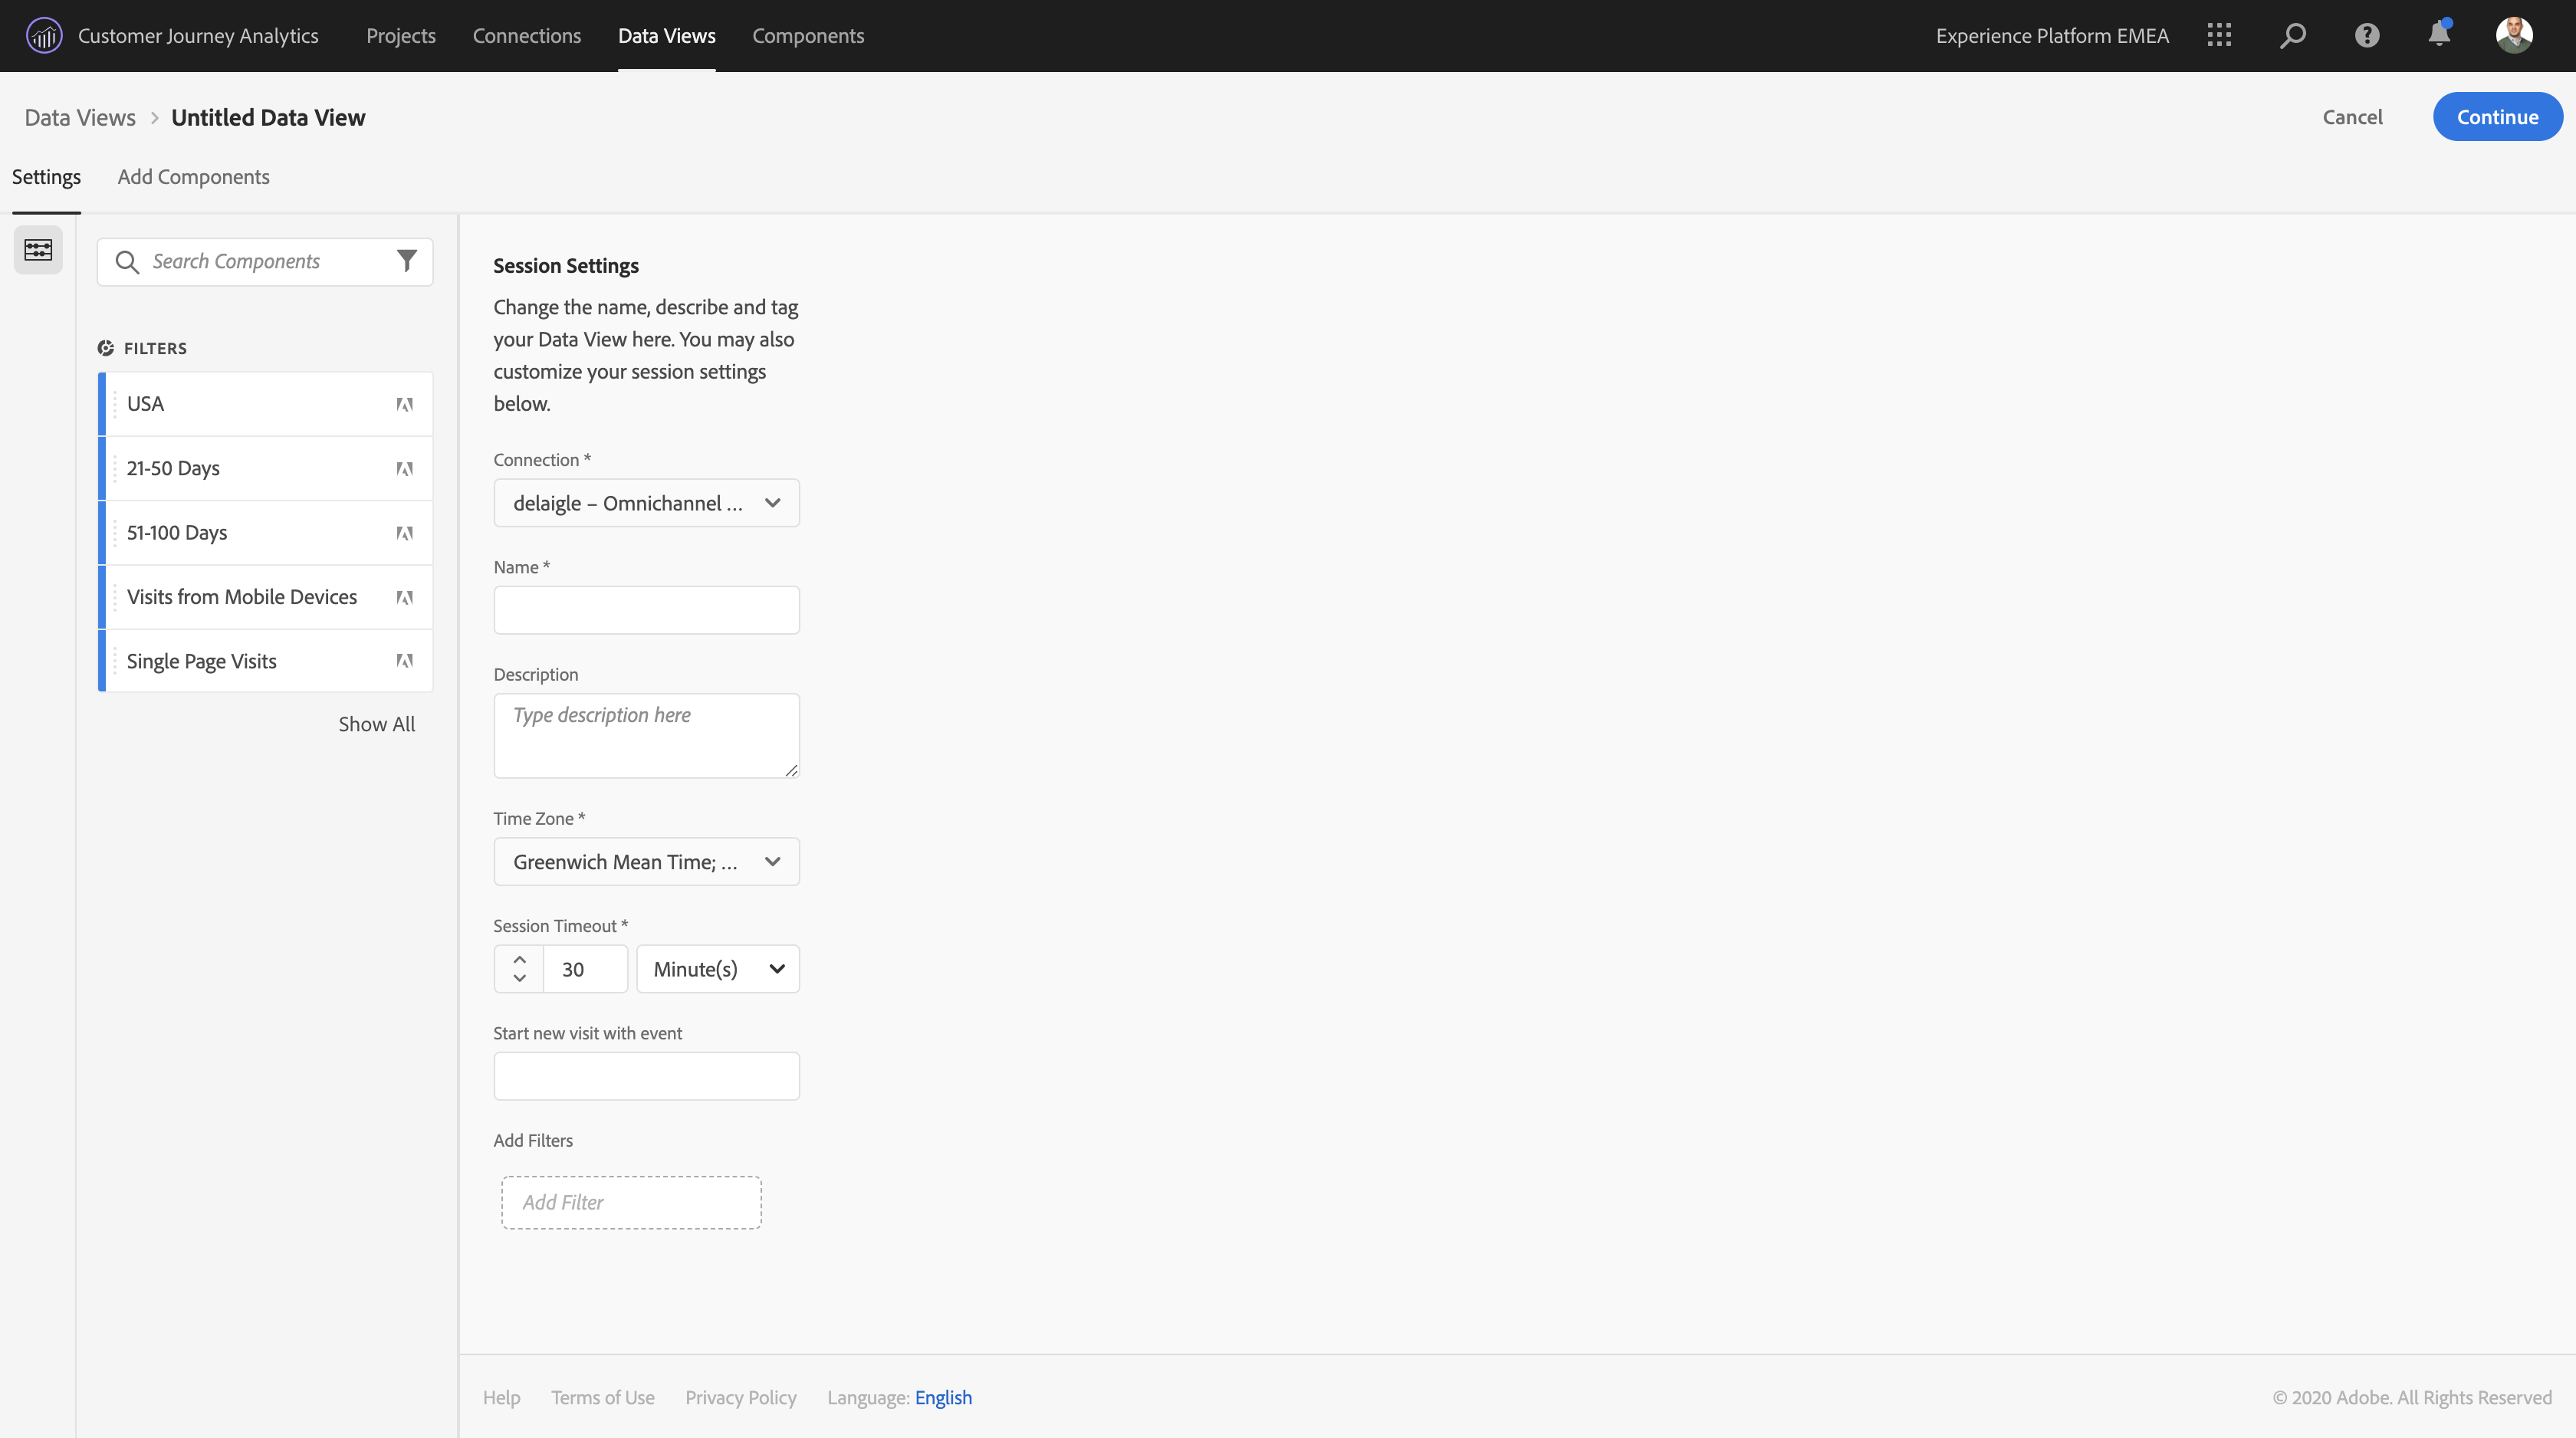 Customer Journey Analytics
Projects
Connections
Data Views
Components
Experience Platform EMEA
Data Views > Untitled Data View
Cancel
Continue
Settings
Add Components
Search Components
FILTERS
USA
21-50 Days
51-100 Days
Visits from Mobile Devices
Single Page Visits
Show All
Session Settings
Change the name, describe and tag
your Data View here. You may also
customize your session settings
below.
Connection *
delaigle – Omnichannel ...
Name *
Description
Type description here
Time Zone *
Greenwich Mean Time; ...
Session Timeout *
30
Minute(s)
Start new visit with event
Add Filters
Add Filter
Help
Terms of Use
Privacy Policy
Language: English
© 2020 Adobe. All Rights Reserved